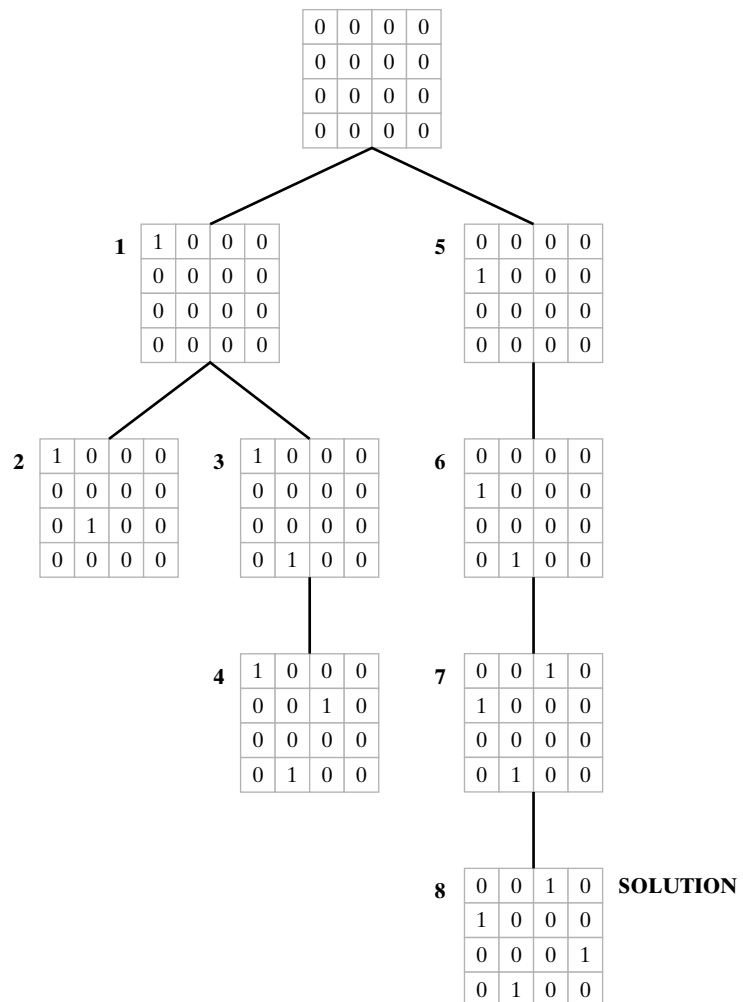 0 0 0 0
0 0 0 0
0 0 0 0
0 0 0 0
1 1 0 0 0 5 0 0 0 0
0 0 0 0 1 0 0 0
0 0 0 0 0 0 0 0
0 0 0 0 0 0 0 0
2 1 0 0 0 3 1 0 0 0 6 0 0 0 0
0 0 0 0 0 0 0 0 1 0 0 0
0 1 0 0 0 0 0 0 0 0 0 0
0 0 0 0 0 1 0 0 0 1 0 0
4 1 0 0 0 7 0 0 1 0
0 0 1 0 1 0 0 0
0 0 0 0 0 0 0 0
0 1 0 0 0 1 0 0
8 0 0 1 0 SOLUTION
1 0 0 0
0 0 0 1
0 1 0 0